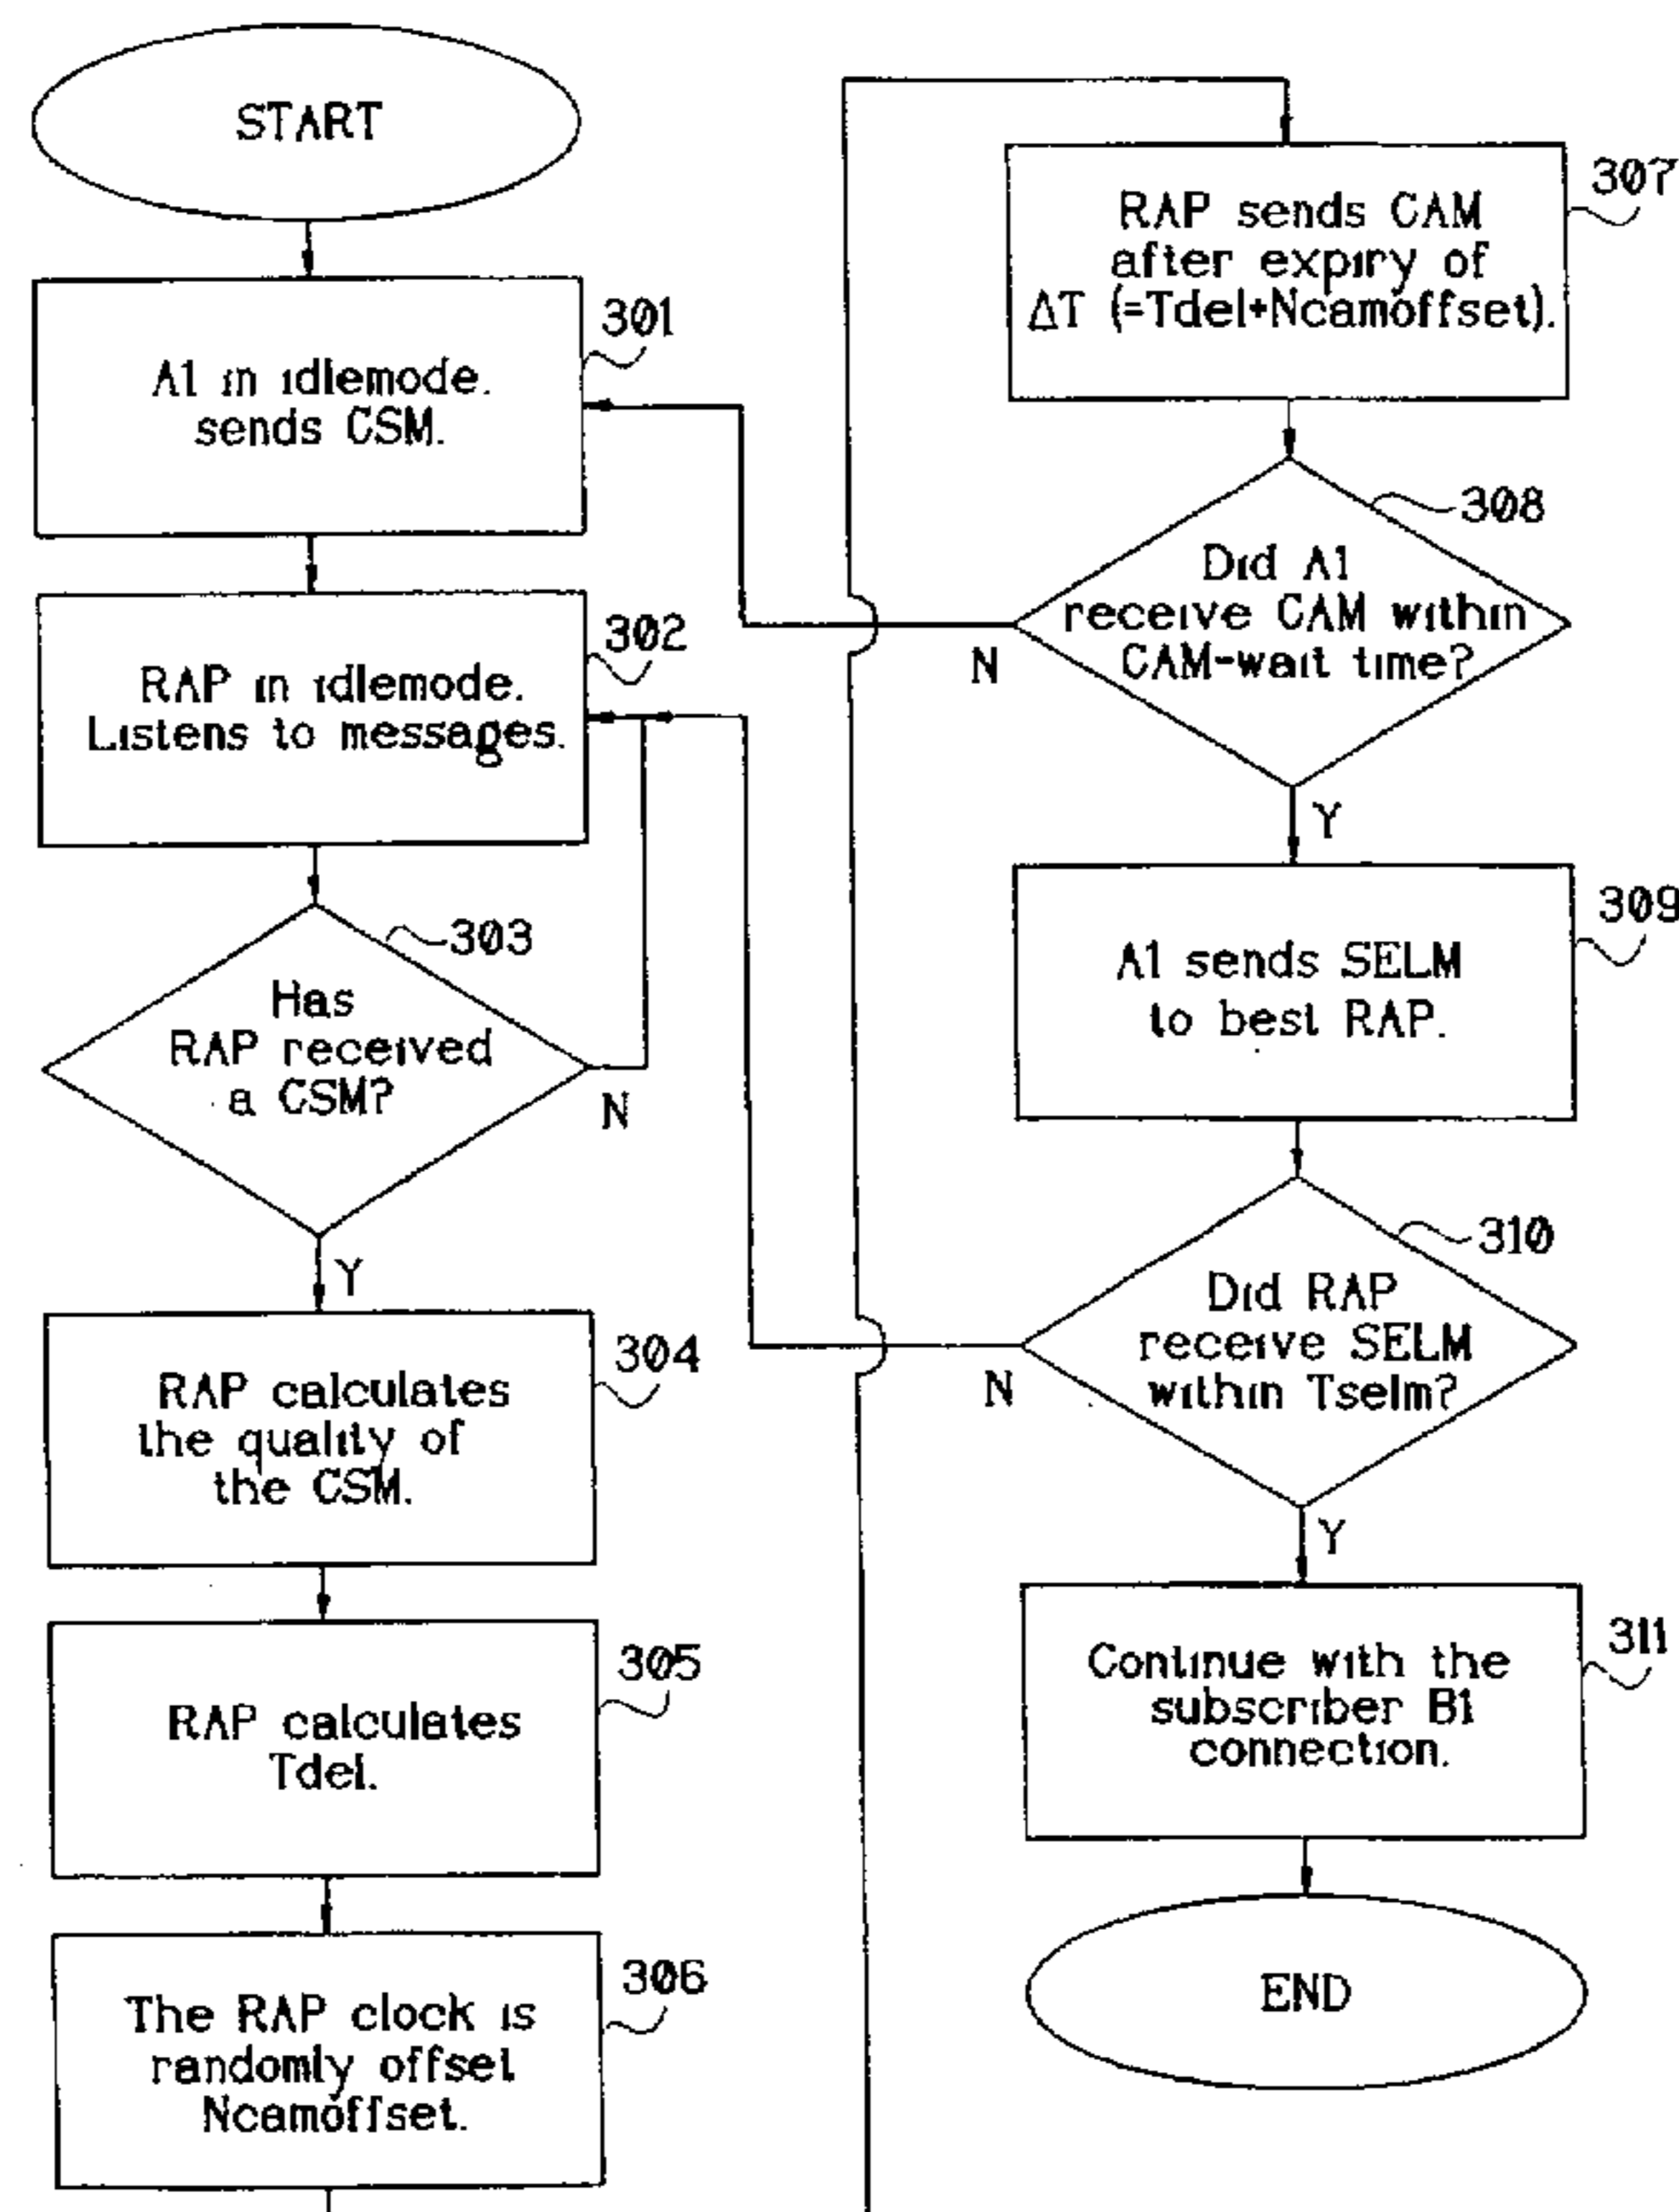 START
A1 in idlemode.
sends CSM.
301
RAP in idlemode.
Listens to messages.
302
Has
RAP received
a CSM?
303
N
Y
RAP calculates
the quality of
the CSM.
304
RAP calculates
Tdel.
305
The RAP clock is
randomly offset
Ncamoffset.
306
RAP sends CAM
after expiry of
ΔT (=Tdel+Ncamoffset).
307
Did A1
receive CAM within
CAM-wait time?
308
N
Y
A1 sends SELM
to best RAP.
309
Did RAP
receive SELM
within Tselm?
310
N
Y
Continue with the
subscriber B1
connection.
311
END